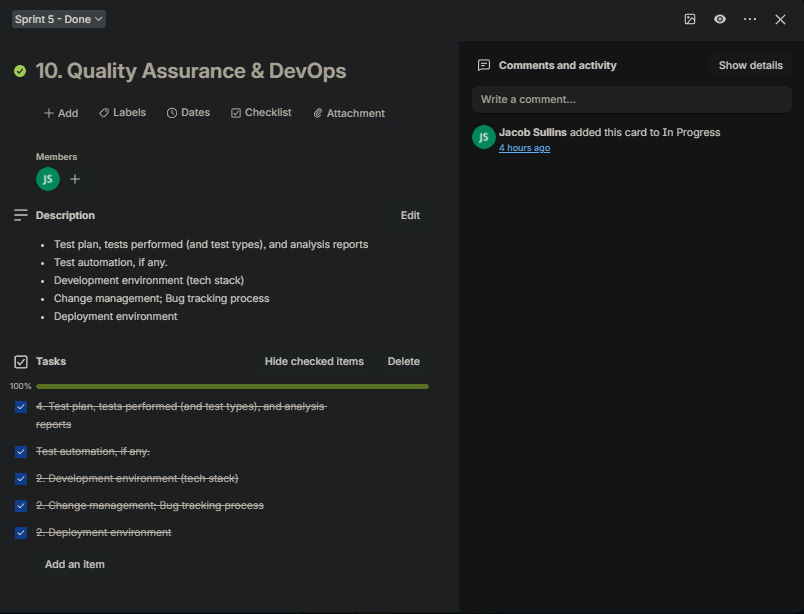 Sprint 5 - Done
10. Quality Assurance & DevOps
Add
Labels
Dates
Checklist
Attachment
Members
JS
Description
Edit
Test plan, tests performed (and test types), and analysis reports
Test automation, if any.
Development environment (tech stack)
Change management; Bug tracking process
Deployment environment
Tasks
Hide checked items
Delete
100%
4. Test plan, tests performed (and test types), and analysis
reports
Test automation, if any.
2. Development environment (tech stack)
2. Change management; Bug tracking process
2. Deployment environment
Add an item
Comments and activity
Show details
Write a comment...
JS
Jacob Sullins added this card to In Progress
4 hours ago